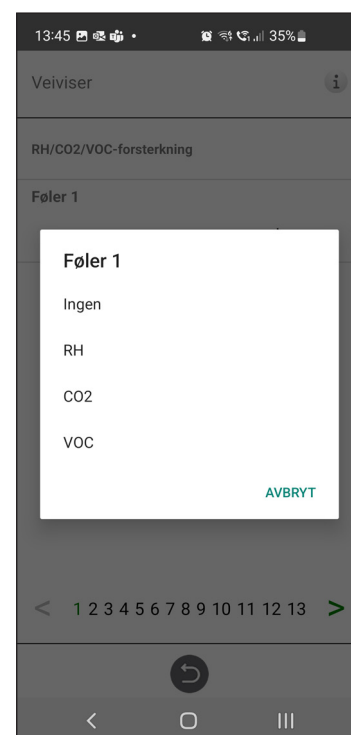 13:45 35%
Veiviser i
RH/CO2/VOC-forsterkning
Føler 1
Føler 1
Ingen
RH
CO2
VOC
AVBRYT
< 1 2 3 4 5 6 7 8 9 10 11 12 13 >